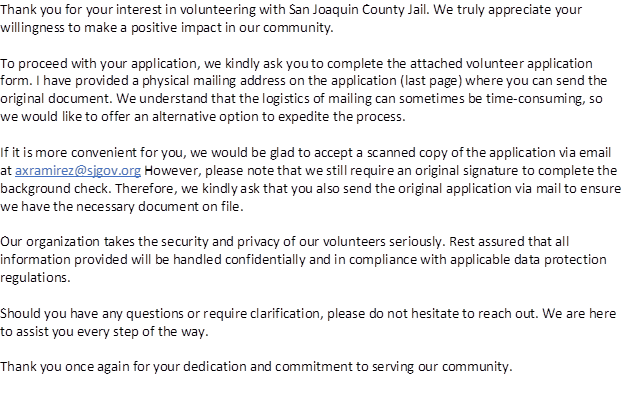 Thank you for your interest in volunteering with San Joaquin County Jail. We truly appreciate your
willingness to make a positive impact in our community.
To proceed with your application, we kindly ask you to complete the attached volunteer application
form. I have provided a physical mailing address on the application (last page) where you can send the
original document. We understand that the logistics of mailing can sometimes be time-consuming, so
we would like to offer an alternative option to expedite the process.
If it is more convenient for you, we would be glad to accept a scanned copy of the application via email
at axramirez@sjgov.org However, please note that we still require an original signature to complete the
background check. Therefore, we kindly ask that you also send the original application via mail to ensure
we have the necessary document on file.
Our organization takes the security and privacy of our volunteers seriously. Rest assured that all
information provided will be handled confidentially and in compliance with applicable data protection
regulations.
Should you have any questions or require clarification, please do not hesitate to reach out. We are here
to assist you every step of the way.
Thank you once again for your dedication and commitment to serving our community.